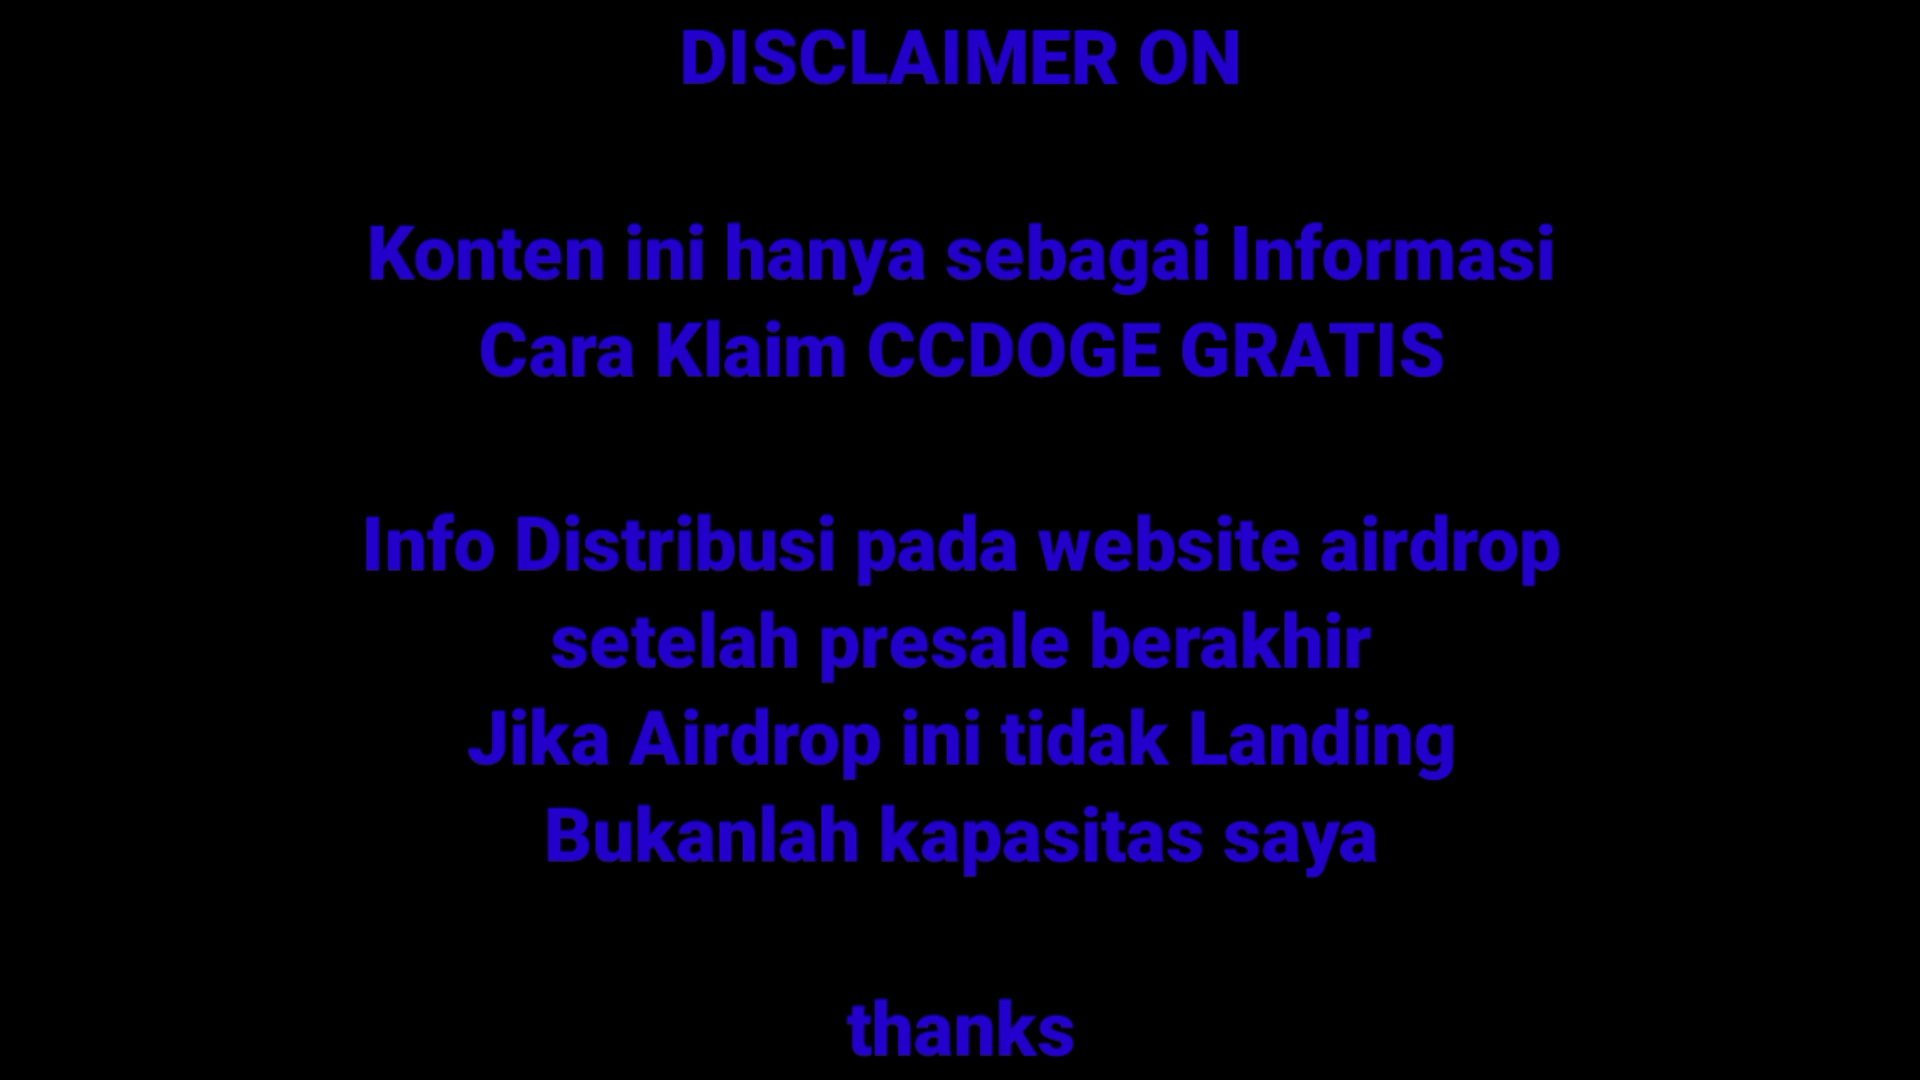 DISCLAIMER ON
Konten ini hanya sebagai Informasi
Cara Klaim CCDOGE GRATIS
Info Distribusi pada website airdrop
setelah presale berakhir
Jika Airdrop ini tidak Landing
Bukanlah kapasitas saya
thanks